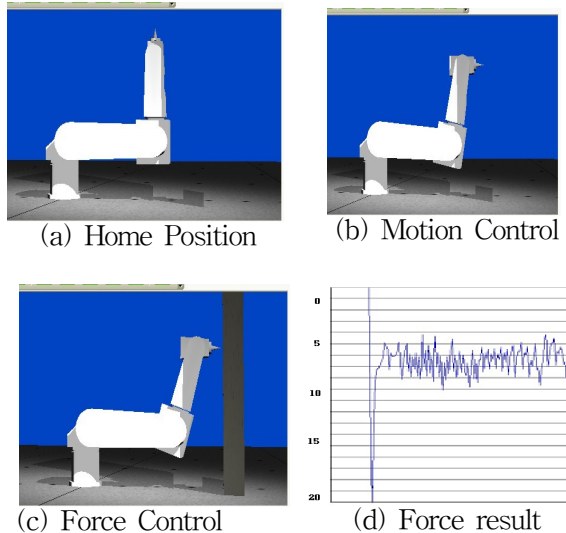 (a) Home Position
(b) Motion Control
(c) Force Control
0
5
10
15
20
(d) Force result